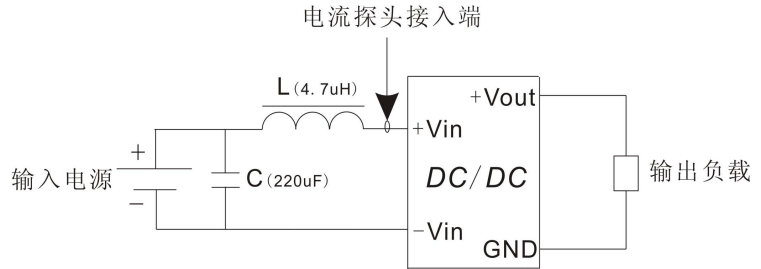 电流探头接入端
L(4.7uH)
+Vout
+Vin
+
输入电源
C(220uF)
DC/DC
输出负载
−
−Vin
GND